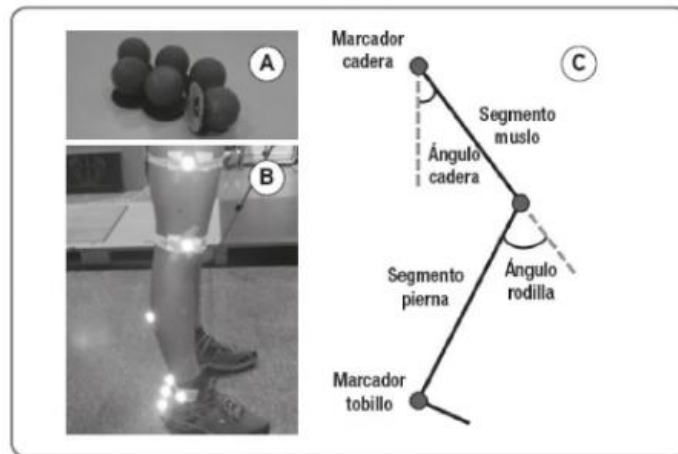 A
B
Marcador
cadera
C
Segmento
muslo
Ángulo
cadera
Segmento
pierna
Ángulo
rodilla
Marcador
tobillo